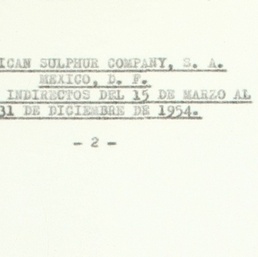 ICAN SULPHUR COMPANY, S. A.
MEXICO, D. F.
INDIRECTOS DEL 15 DE MARZO AL
31 DE DICIEMBRE DE 1954.
- 2 -